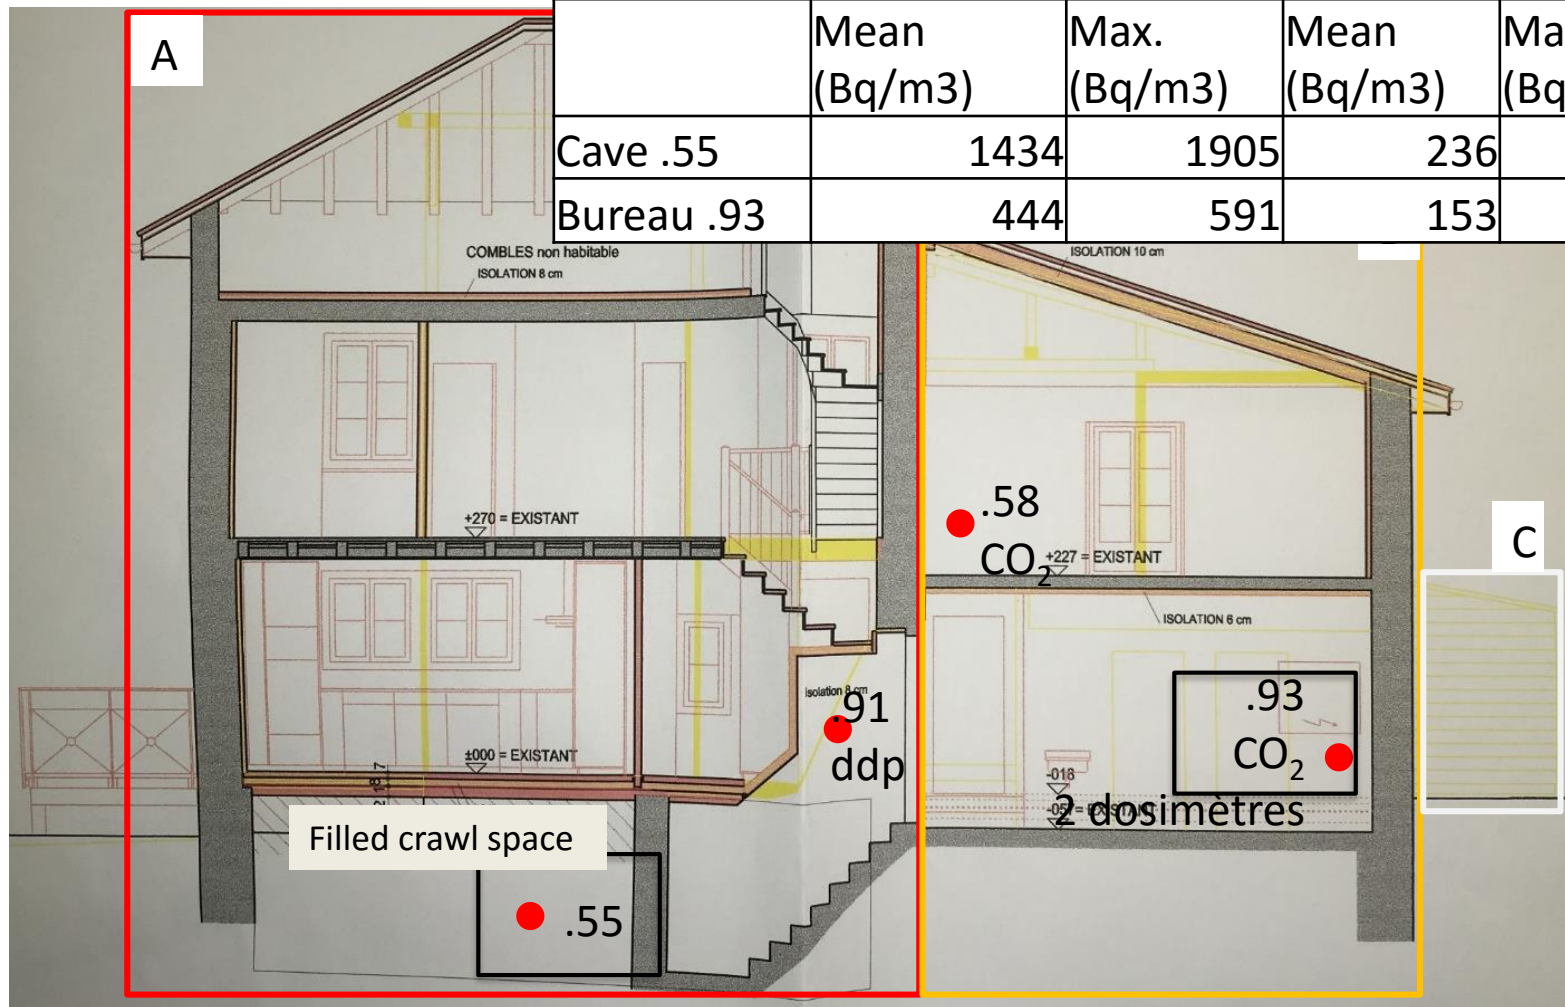 A
Mean (Bq/m3)
Max. (Bq/m3)
Mean (Bq/m3)
Cave .55 1434 1905 236
Bureau .93 444 591 153
COMBLES non habitable
ISOLATION 8 cm
ISOLATION 10 cm
+270 = EXISTANT
.58
CO₂
+227 = EXISTANT
C
ISOLATION 6 cm
isolation 8 cm
.91
ddp
.93
CO₂
±000 = EXISTANT
-018
2 dosimètres
Filled crawl space
.55